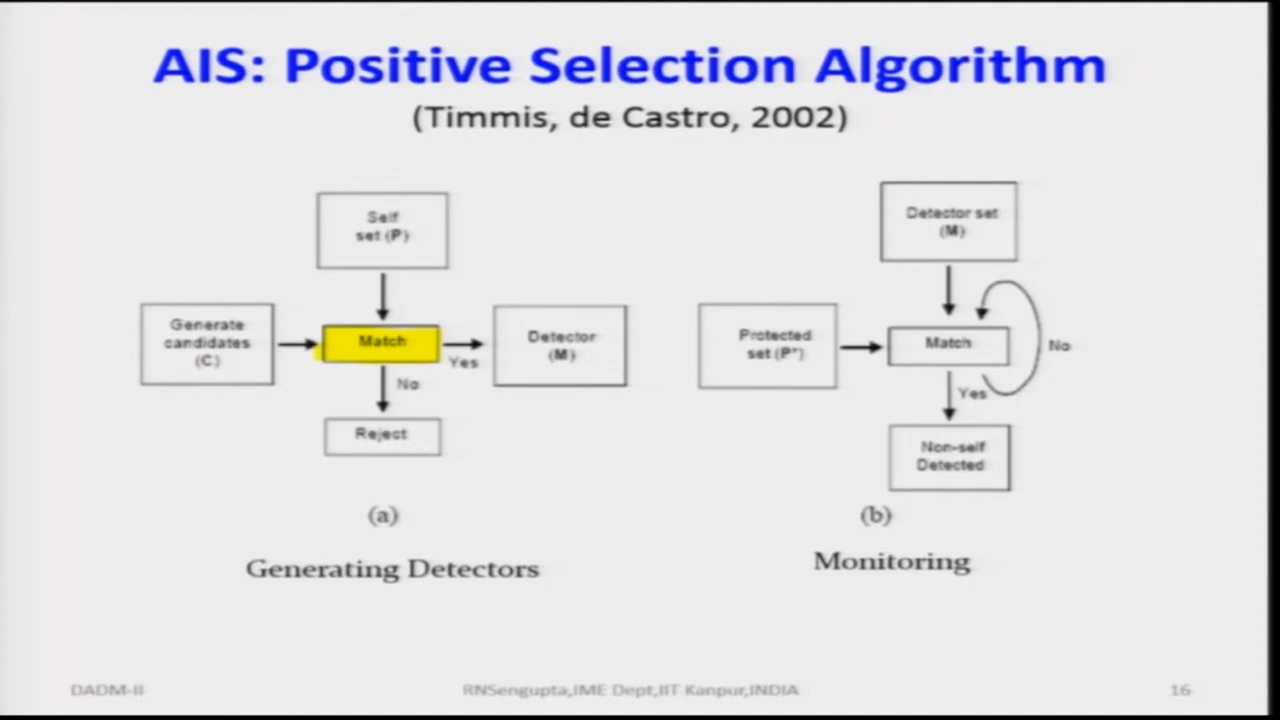 AIS: Positive Selection Algorithm
(Timmis, de Castro, 2002)
Self
set (P)
Generate
candidates
(C)
Match
Yes
Detector
(M)
No
Reject
(a)
Generating Detectors
Detector set
(M)
Protected
set (P*)
Match
No
Yes
Non-self
Detected
(b)
Monitoring
DADM-II
RNSengupta,IME Dept,IIT Kanpur,INDIA
16